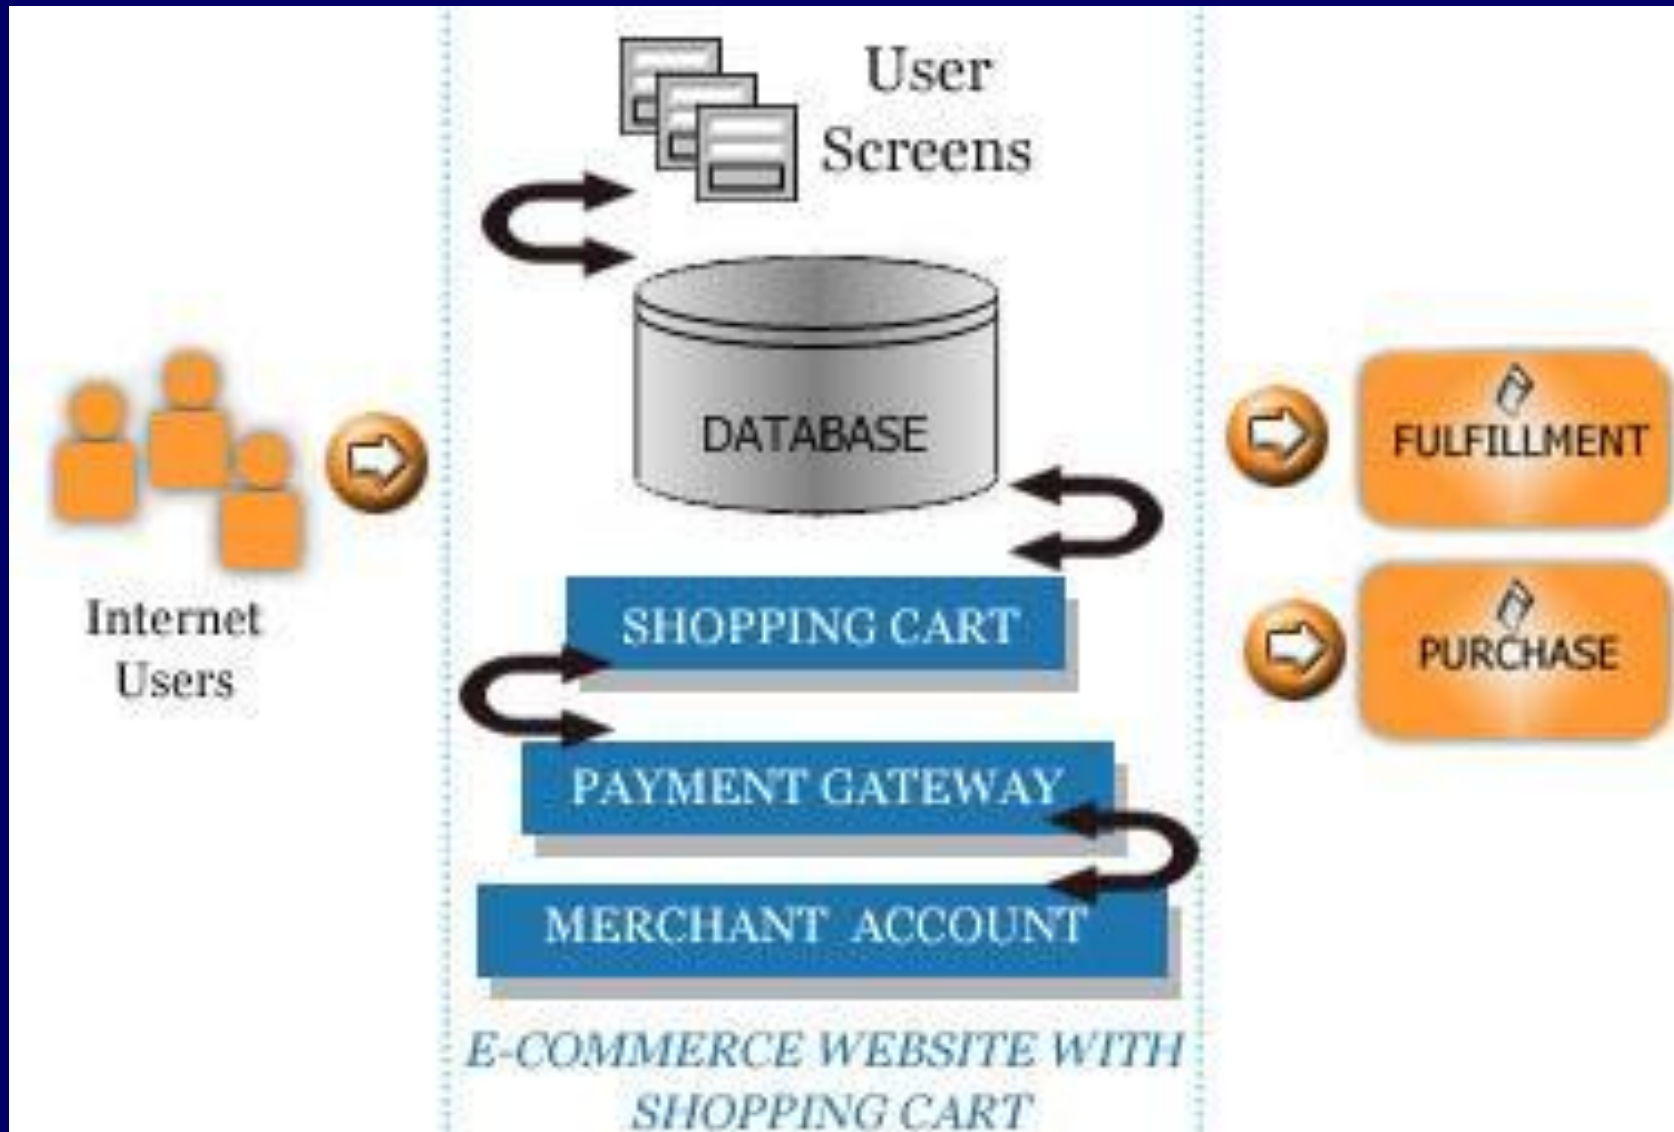 User
Screens
DATABASE
Internet
Users
SHOPPING CART
PAYMENT GATEWAY
MERCHANT ACCOUNT
E-COMMERCE WEBSITE WITH
SHOPPING CART
FULFILLMENT
PURCHASE